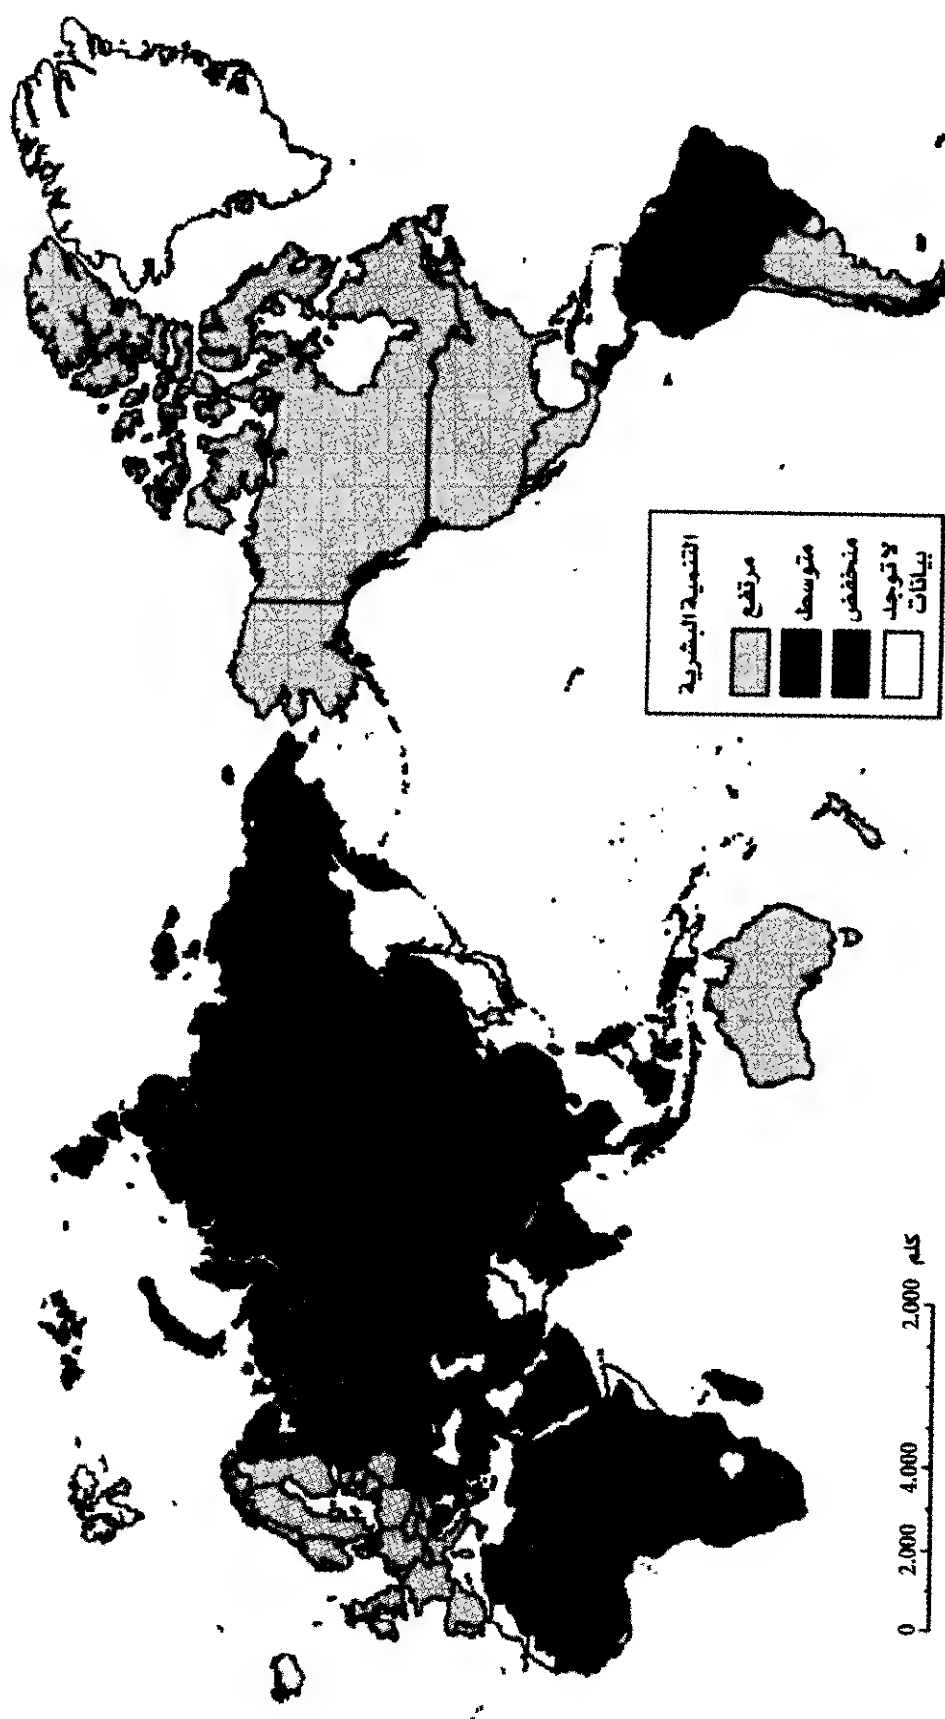 التنمية البشرية
مرتفع
متوسط
منخفض
لا توجد
بيانات
0 2.000 4.000 2.000 كلم